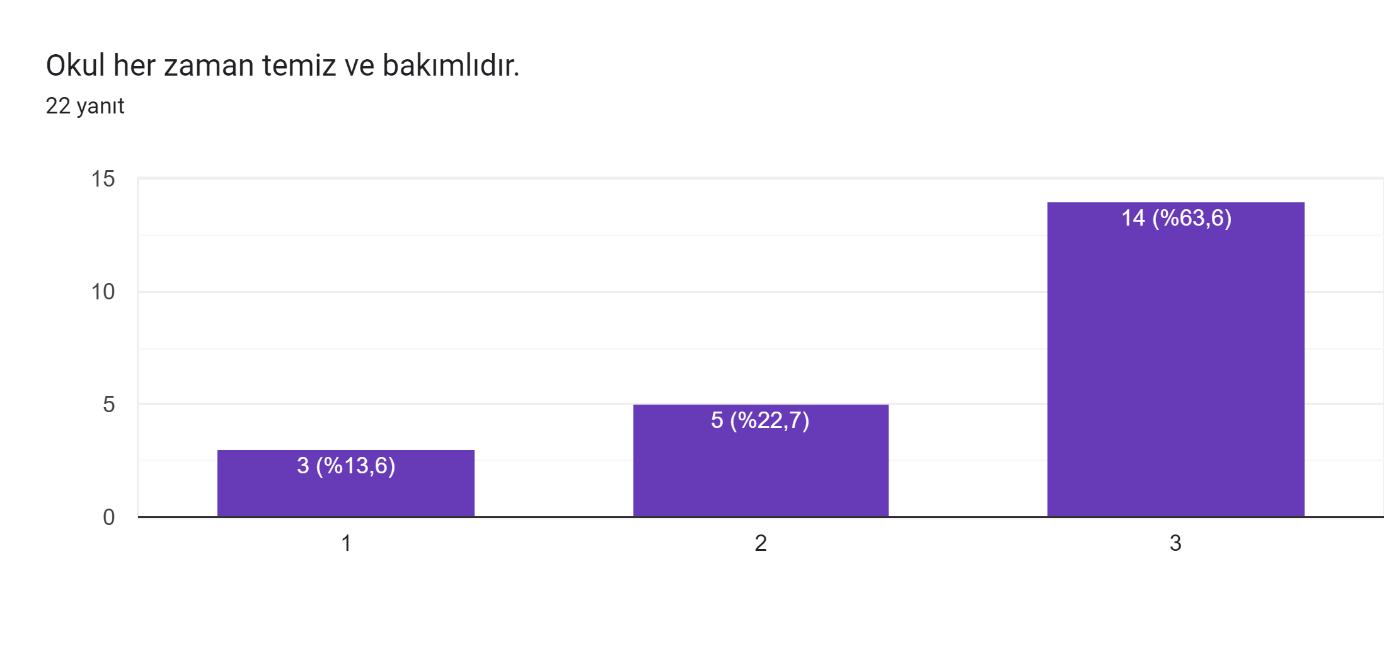 Okul her zaman temiz ve bakımlıdır.
22 yanıt
15
14 (%63,6)
10
5
5 (%22,7)
3 (%13,6)
0
1 2 3